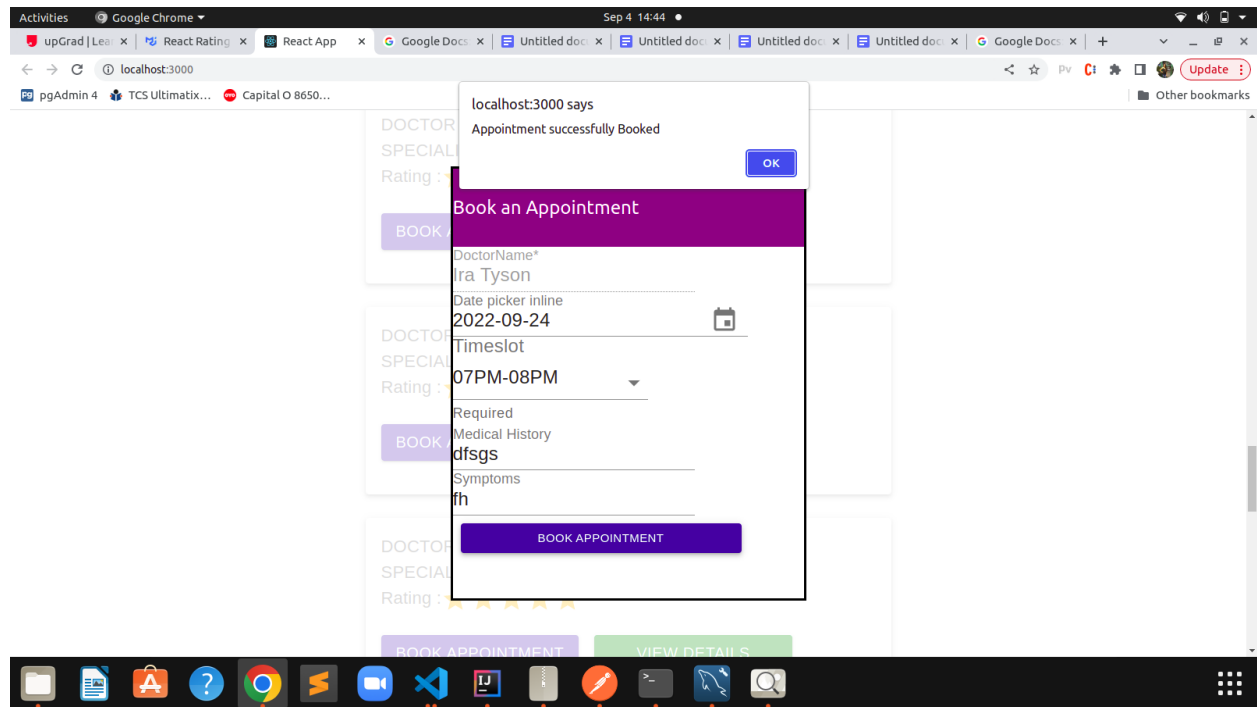 Activities Google Chrome Sep 4 14:44
upGrad | Lea React Rating React App Google Docs Untitled doc Untitled doc Untitled doc Untitled doc Google Docs
localhost:3000 Pv Update
pgAdmin 4 TCS Ultimatix... Capital O 8650... Other bookmarks
localhost:3000 says
Appointment successfully Booked
OK
DOCTOR
SPECIALI
Rating :
BOOK A
Book an Appointment
DoctorName*
Ira Tyson
Date picker inline
2022-09-24
Timeslot
07PM-08PM
Required
Medical History
dfsgs
Symptoms
fh
BOOK APPOINTMENT
DOCTOR
SPECIAL
Rating :
BOOK
DOCTOR
SPECIAL
Rating :
BOOK APPOINTMENT VIEW DETAILS